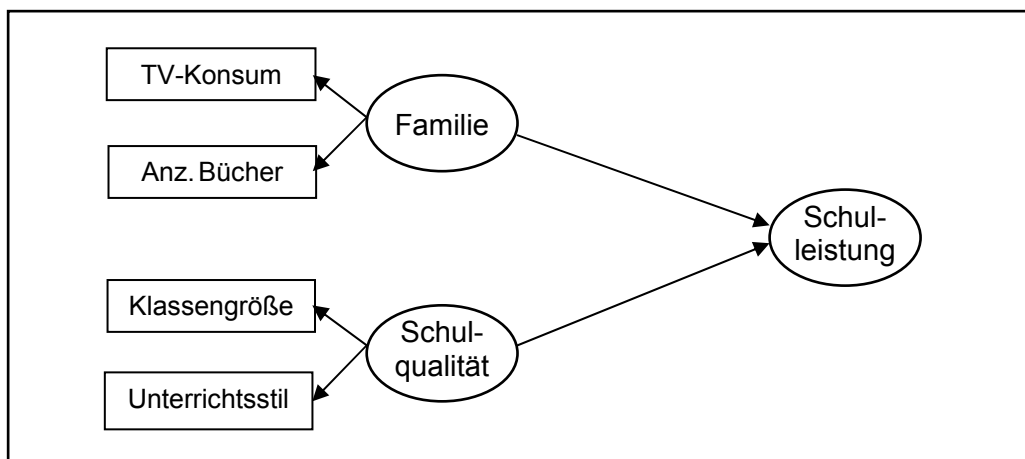 TV-Konsum
Anz. Bücher
Familie
Klassengröße
Unterrichtsstil
Schul-
qualität
Schul-
leistung